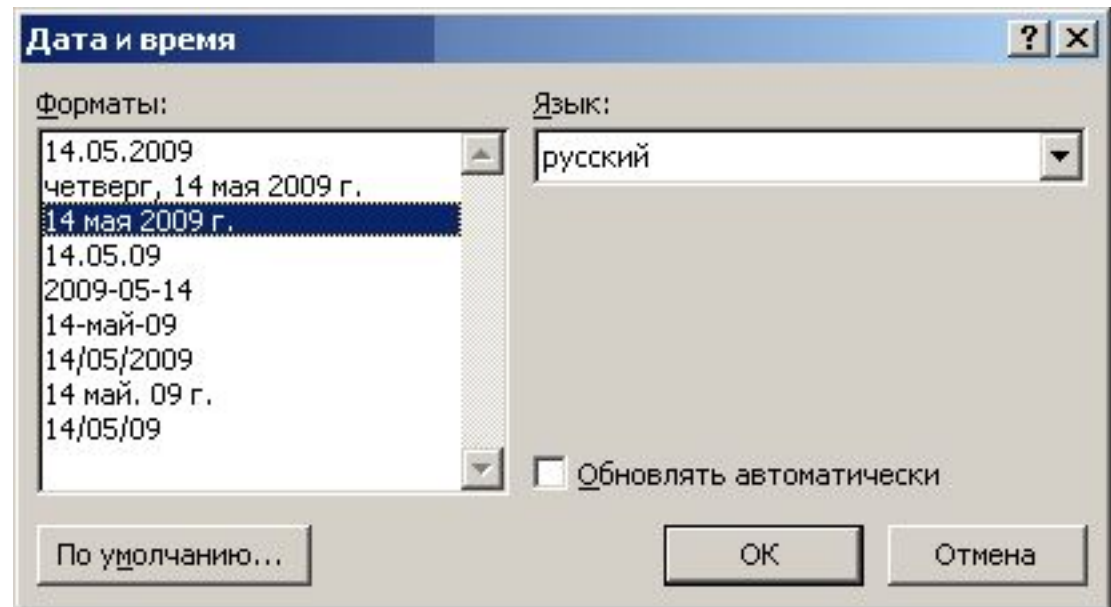 Дата и время
Форматы:
14.05.2009
четверг, 14 мая 2009 г.
14 мая 2009 г.
14.05.09
2009-05-14
14-май-09
14/05/2009
14 май. 09 г.
14/05/09
Язык:
русский
Обновлять автоматически
По умолчанию...
ОК
Отмена